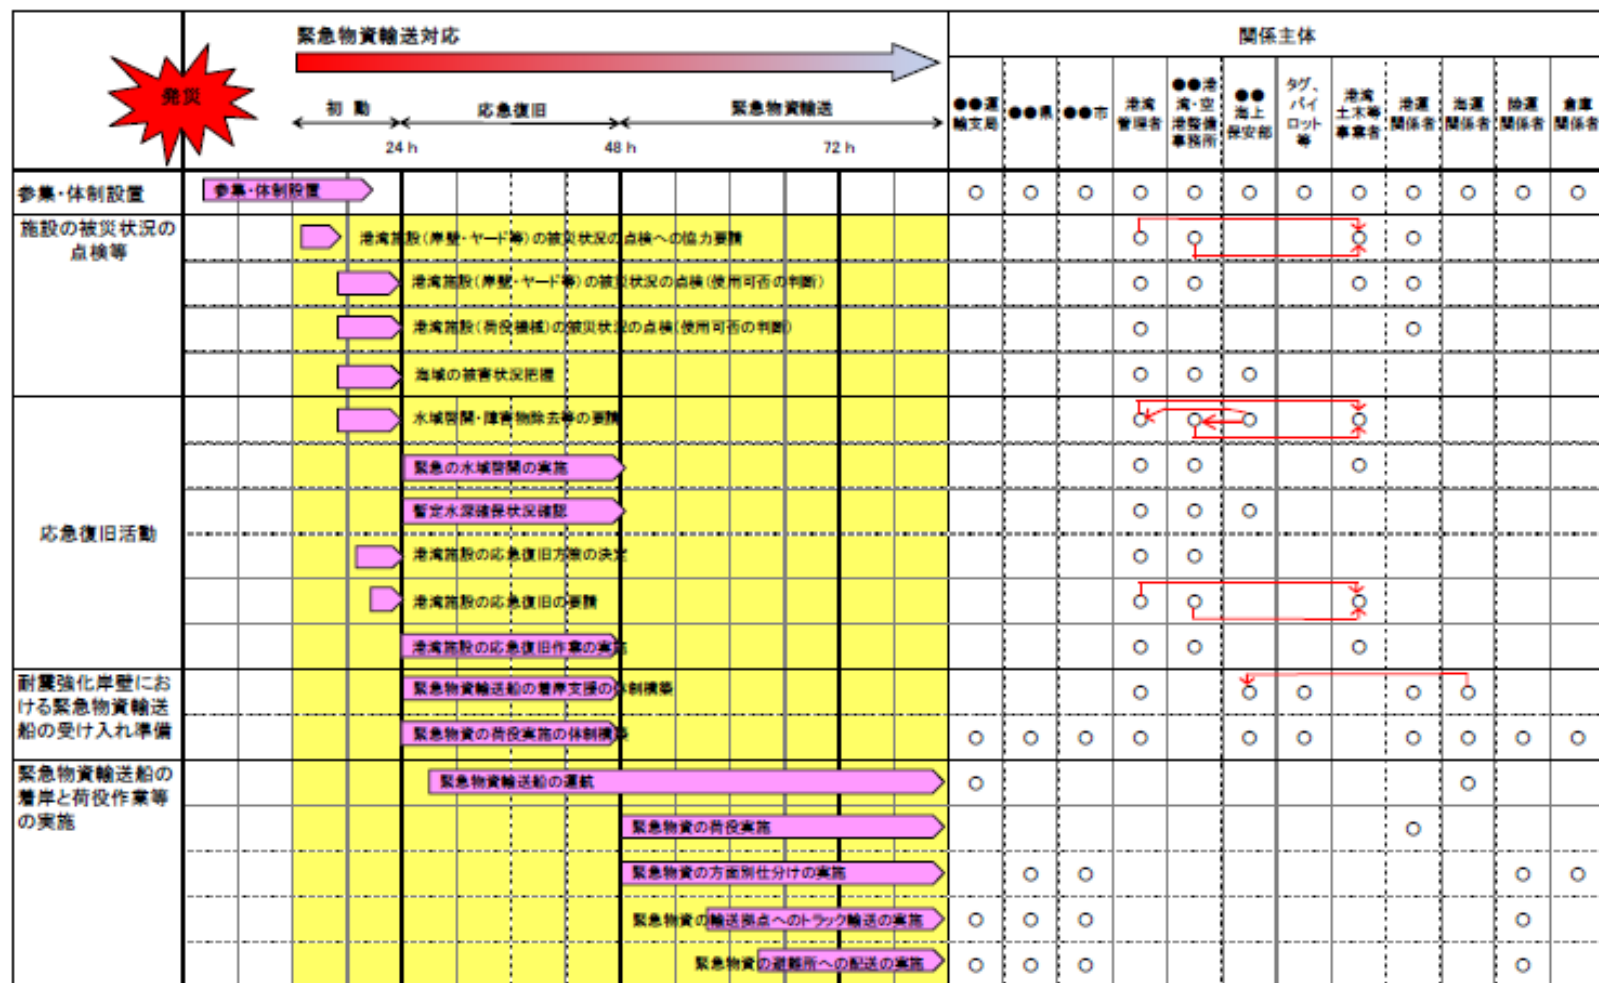 緊急物資輸送対応
関係主体
発災
初 動
応急復旧
緊急物資輸送
24 h
48 h
72 h
●●運
輸支局
●●県
●●市
港湾
管理者
●●港
湾・空
港整備
事務所
●●
海上
保安部
タグ、
パイ
ロット
等
港湾
土木等
事業者
港運
関係者
海運
関係者
陸運
関係者
倉庫
関係者
参集・体制設置
参集・体制設置
○ ○ ○ ○ ○ ○ ○ ○ ○ ○ ○ ○
施設の被災状況の
点検等
港湾施設(岸壁・ヤード等)の被災状況の点検への協力要請
○ ○ ○ ○
港湾施設(岸壁・ヤード等)の被災状況の点検(使用可否の判断)
○ ○ ○ ○
港湾施設(荷役機械)の被災状況の点検(使用可否の判断)
○ ○
海域の被害状況把握
○ ○ ○
応急復旧活動
水域啓開・障害物除去等の要請
○ ○ ○ ○
緊急の水域啓開の実施
○ ○ ○
暫定水深確保状況確認
○ ○ ○
港湾施設の応急復旧方策の決定
○ ○
港湾施設の応急復旧の要請
○ ○ ○
港湾施設の応急復旧作業の実施
○ ○ ○
耐震強化岸壁にお
ける緊急物資輸送
船の受け入れ準備
緊急物資輸送船の着岸支援の体制構築
○ ○ ○ ○ ○
緊急物資の荷役実施の体制構築
○ ○ ○ ○ ○ ○ ○ ○ ○ ○
緊急物資輸送船の
着岸と荷役作業等
の実施
緊急物資輸送船の運航
○ ○
緊急物資の荷役実施
○
緊急物資の方面別仕分けの実施
○ ○ ○ ○
緊急物資の輸送拠点へのトラック輸送の実施
○ ○ ○ ○
緊急物資の避難所への配送の実施
○ ○ ○ ○